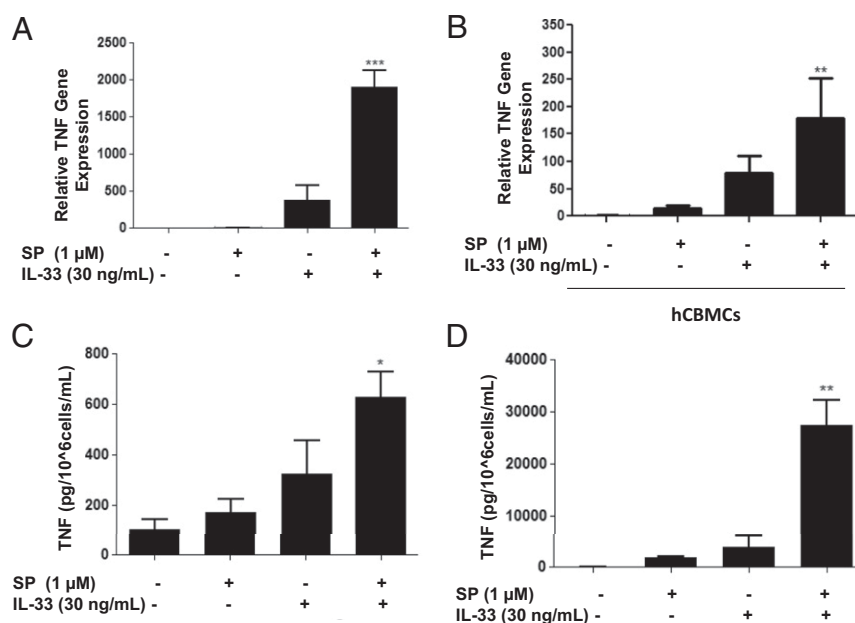 A
Relative TNF Gene
Expression
2500
2000
1500
1000
500
0
***
SP (1 µM) - + - +
IL-33 (30 ng/mL) - - + +
B
Relative TNF Gene
Expression
350
300
250
200
150
100
50
0
**
SP (1 µM) - + - +
IL-33 (30 ng/mL) - - + +
hCBMCs
C
TNF (pg/10^6cells/mL)
800
600
400
200
0
*
SP (1 µM) - + - +
IL-33 (30 ng/mL) - - + +
D
TNF (pg/10^6cells/mL)
40000
30000
20000
10000
0
**
SP (1 µM) - + - +
IL-33 (30 ng/mL) - - + +